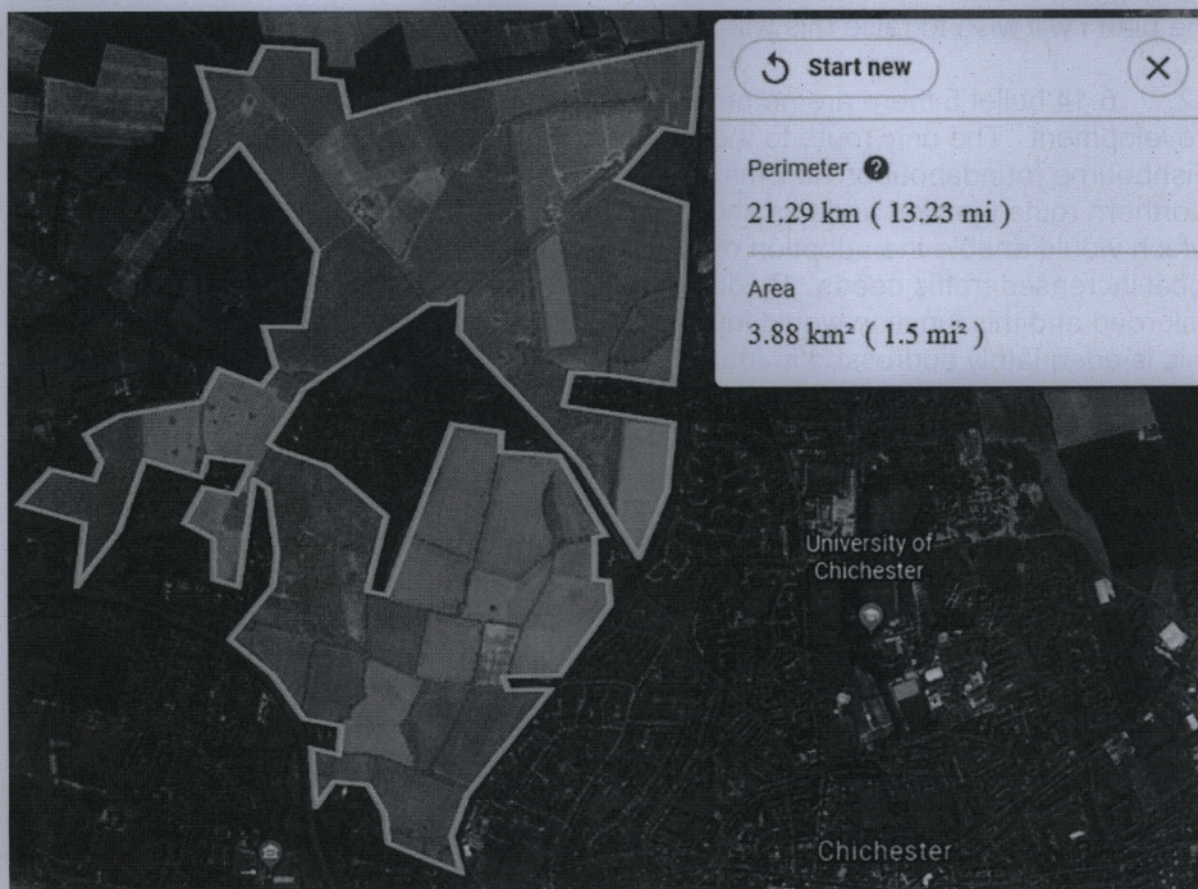 Start new
Perimeter
21.29 km ( 13.23 mi )
Area
3.88 km² ( 1.5 mi² )
University of
Chichester
Chichester